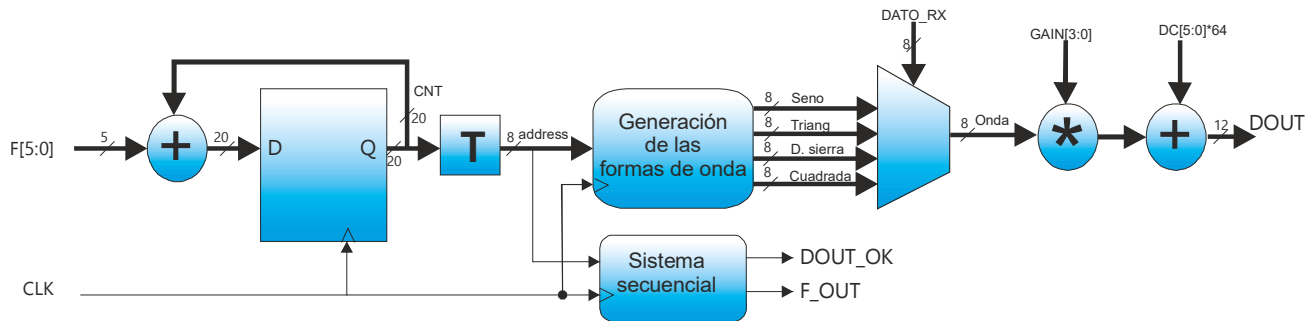 DATO_RX
8
GAIN[3:0]
DC[5:0]*64
CNT
20
F[5:0]
5
+
20
D
Q
20
T
8
address
Generación
de las
formas de onda
8
Seno
8
Triang
8
D. sierra
8
Cuadrada
8
Onda
*
+
12
DOUT
Sistema
secuencial
DOUT_OK
F_OUT
CLK